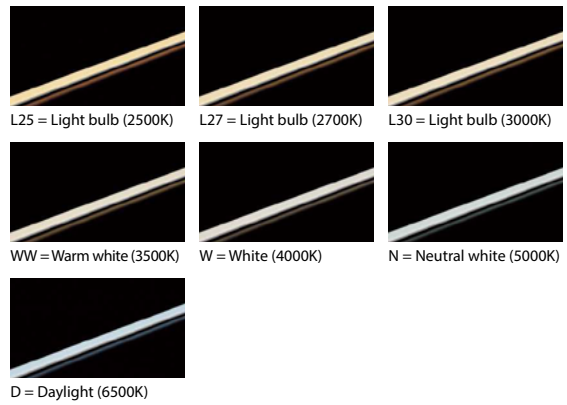 L25 = Light bulb (2500K)
L27 = Light bulb (2700K)
L30 = Light bulb (3000K)
WW = Warm white (3500K)
W = White (4000K)
N = Neutral white (5000K)
D = Daylight (6500K)